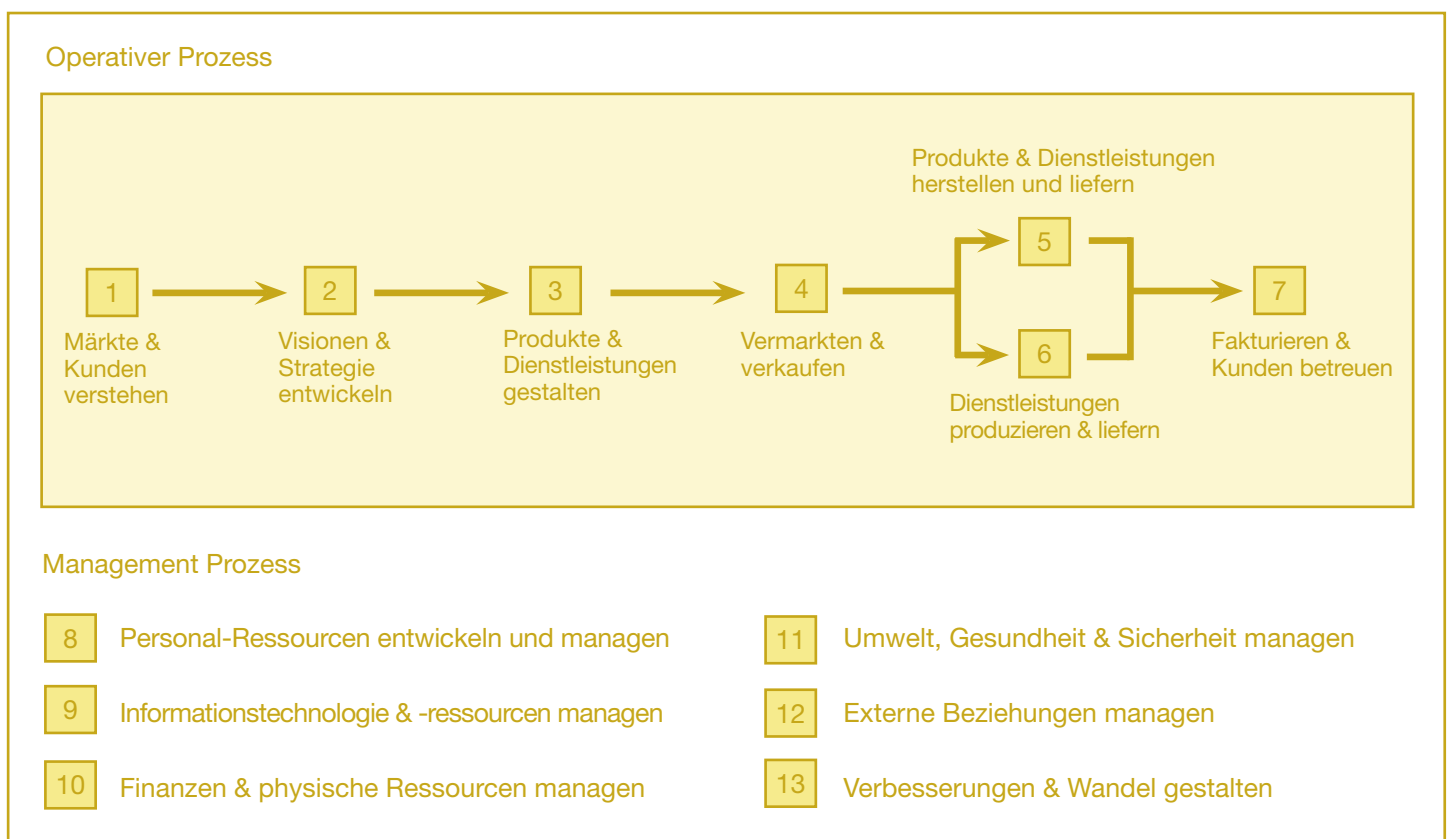 Operativer Prozess
Produkte & Dienstleistungen
herstellen und liefern
1
2
3
4
5
6
7
Märkte &
Kunden
verstehen
Visionen &
Strategie
entwickeln
Produkte &
Dienstleistungen
gestalten
Vermarkten &
verkaufen
Dienstleistungen
produzieren & liefern
Fakturieren &
Kunden betreuen
Management Prozess
8 Personal-Ressourcen entwickeln und managen
9 Informationstechnologie & -ressourcen managen
10 Finanzen & physische Ressourcen managen
11 Umwelt, Gesundheit & Sicherheit managen
12 Externe Beziehungen managen
13 Verbesserungen & Wandel gestalten